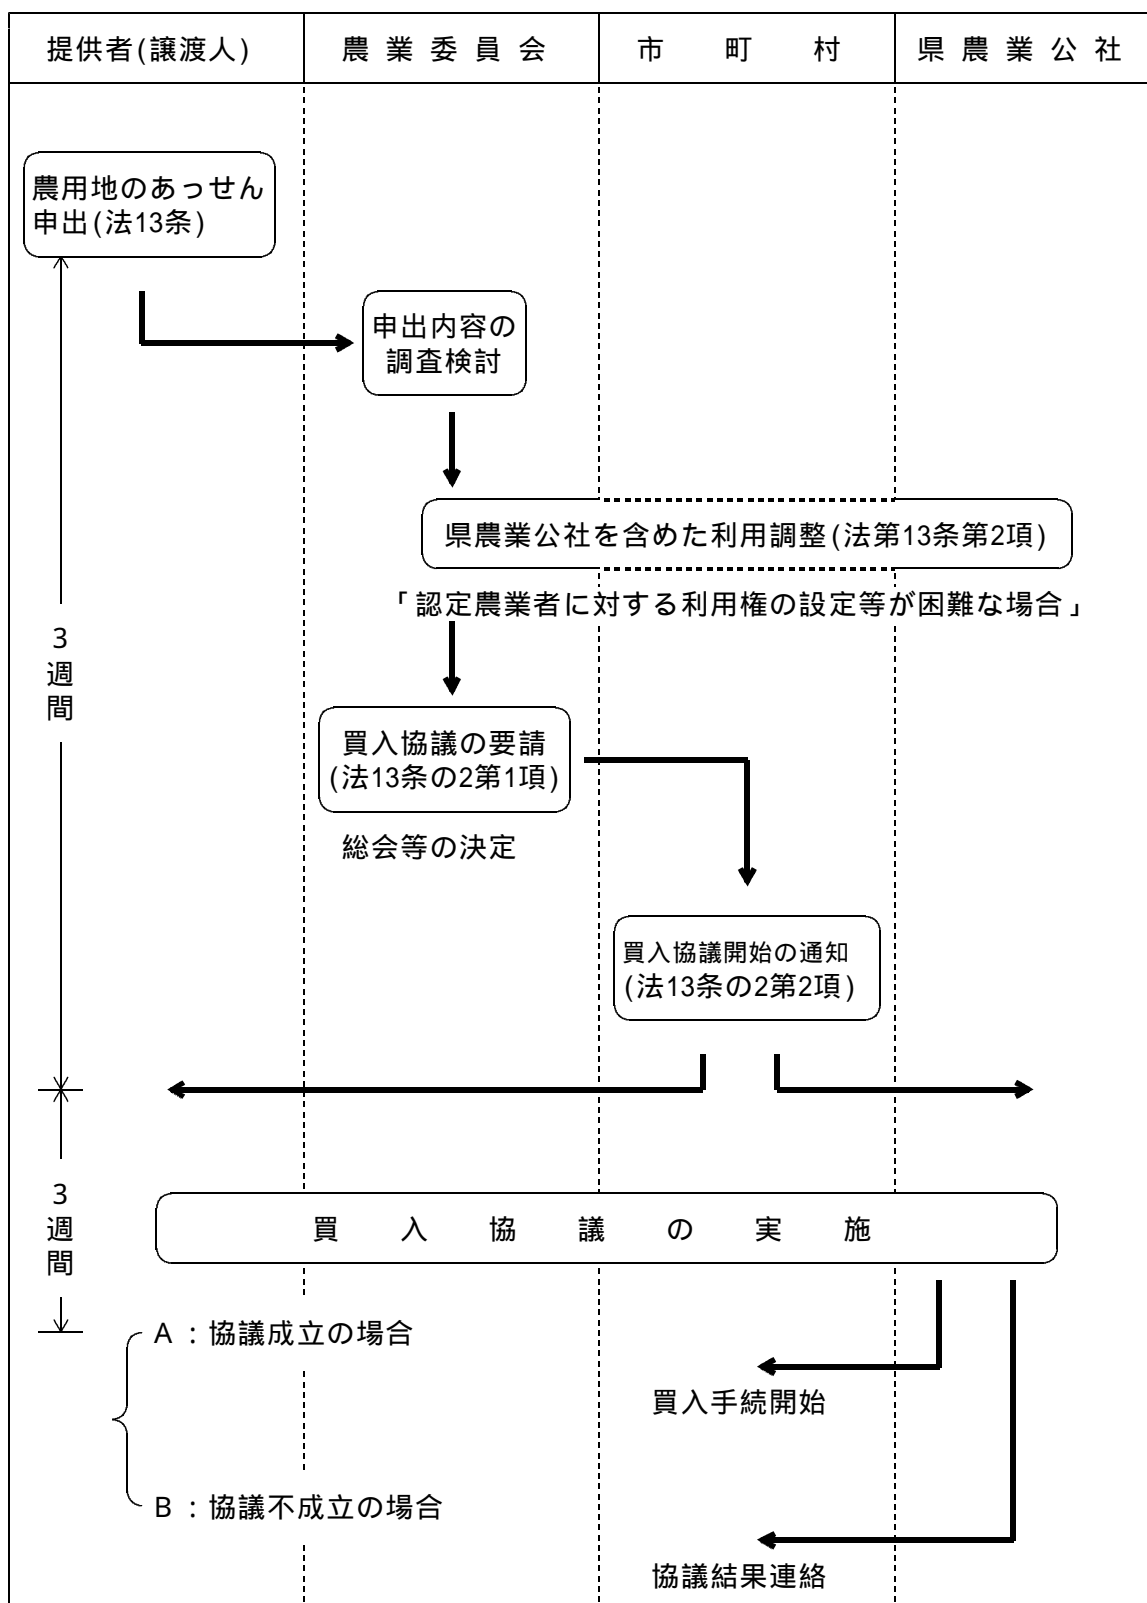 提供者(譲渡人)
農業委員会
市町村
県農業公社
農用地のあっせん
申出(法13条)
申出内容の
調査検討
県農業公社を含めた利用調整(法第13条第2項)
「認定農業者に対する利用権の設定等が困難な場合」
3
週
間
買入協議の要請
(法13条の2第1項)
総会等の決定
買入協議開始の通知
(法13条の2第2項)
3
週
間
買入協議の実施
A:協議成立の場合
買入手続開始
B:協議不成立の場合
協議結果連絡